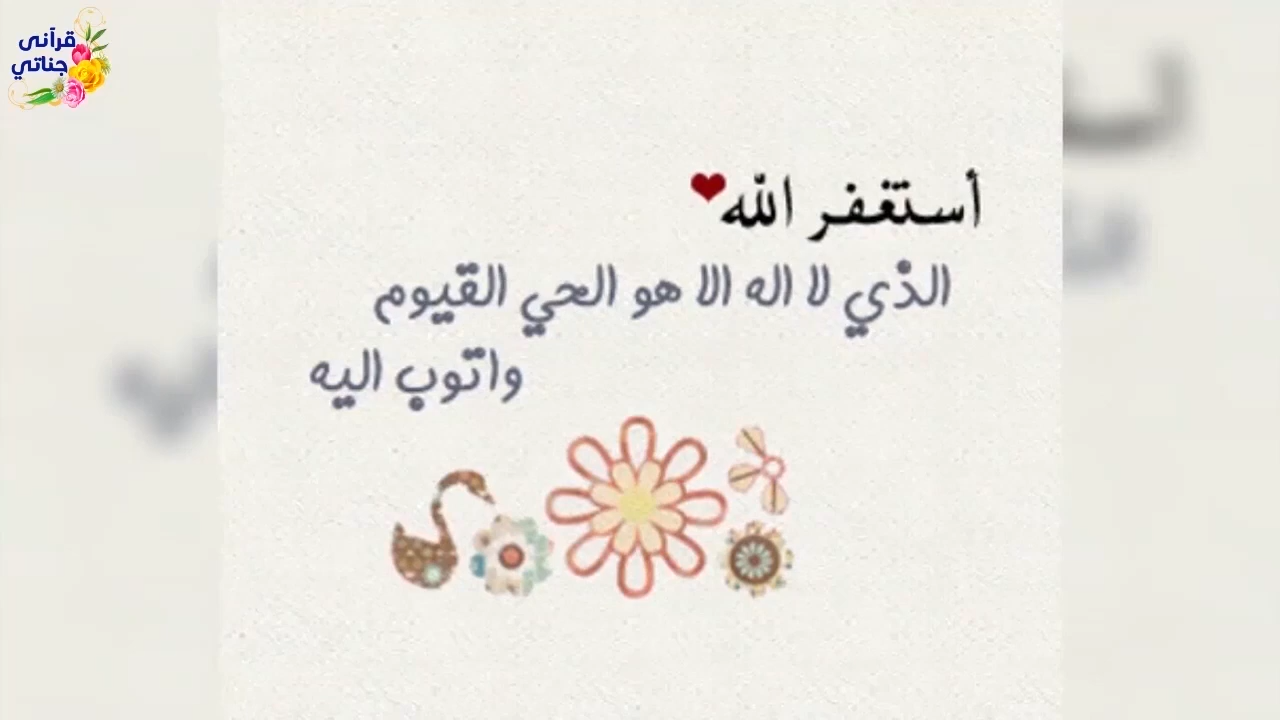 قرآنى
جناتي
أستغفر الله❤
الذي لا اله الا هو الحي القيوم
واتوب اليه